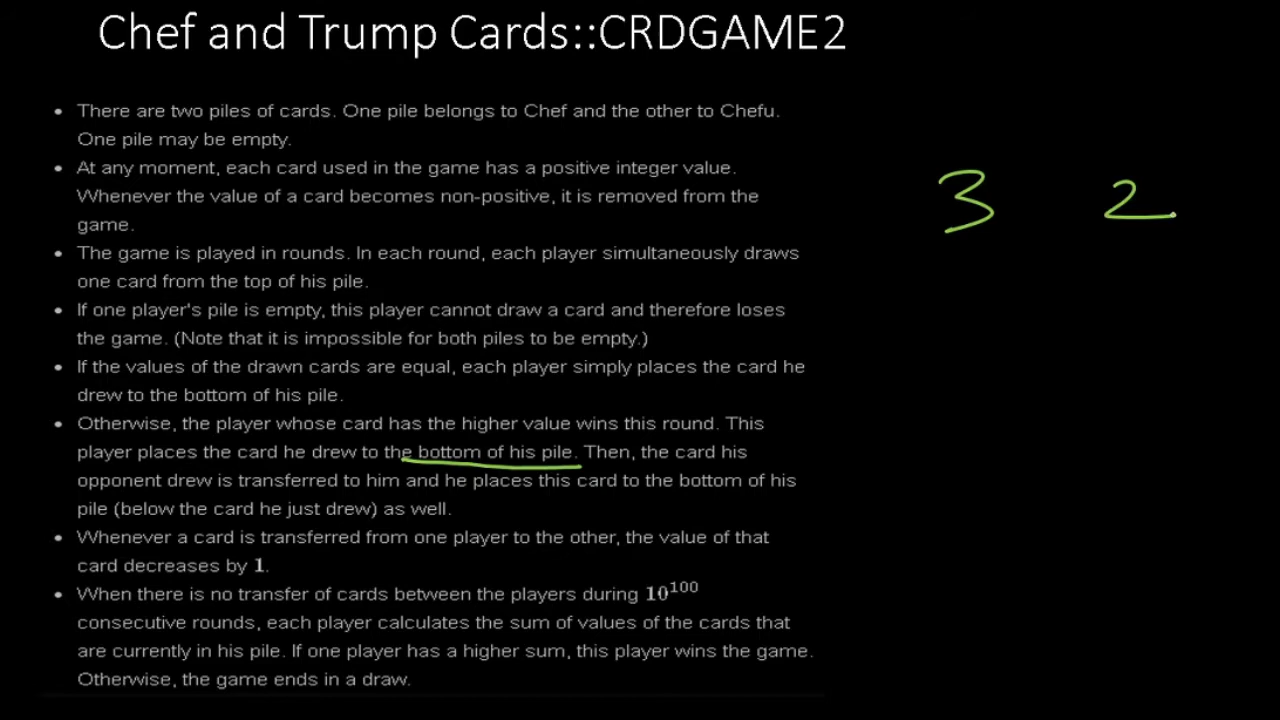 Chef and Trump Cards::CRDGAME2
• There are two piles of cards. One pile belongs to Chef and the other to Chefu.
One pile may be empty.
• At any moment, each card used in the game has a positive integer value.
Whenever the value of a card becomes non-positive, it is removed from the
game.
• The game is played in rounds. In each round, each player simultaneously draws
one card from the top of his pile.
• If one player's pile is empty, this player cannot draw a card and therefore loses
the game. (Note that it is impossible for both piles to be empty.)
• If the values of the drawn cards are equal, each player simply places the card he
drew to the bottom of his pile.
• Otherwise, the player whose card has the higher value wins this round. This
player places the card he drew to the bottom of his pile. Then, the card his
opponent drew is transferred to him and he places this card to the bottom of his
pile (below the card he just drew) as well.
• Whenever a card is transferred from one player to the other, the value of that
card decreases by 1.
• When there is no transfer of cards between the players during 10^100
consecutive rounds, each player calculates the sum of values of the cards that
are currently in his pile. If one player has a higher sum, this player wins the game.
Otherwise, the game ends in a draw.
3 2